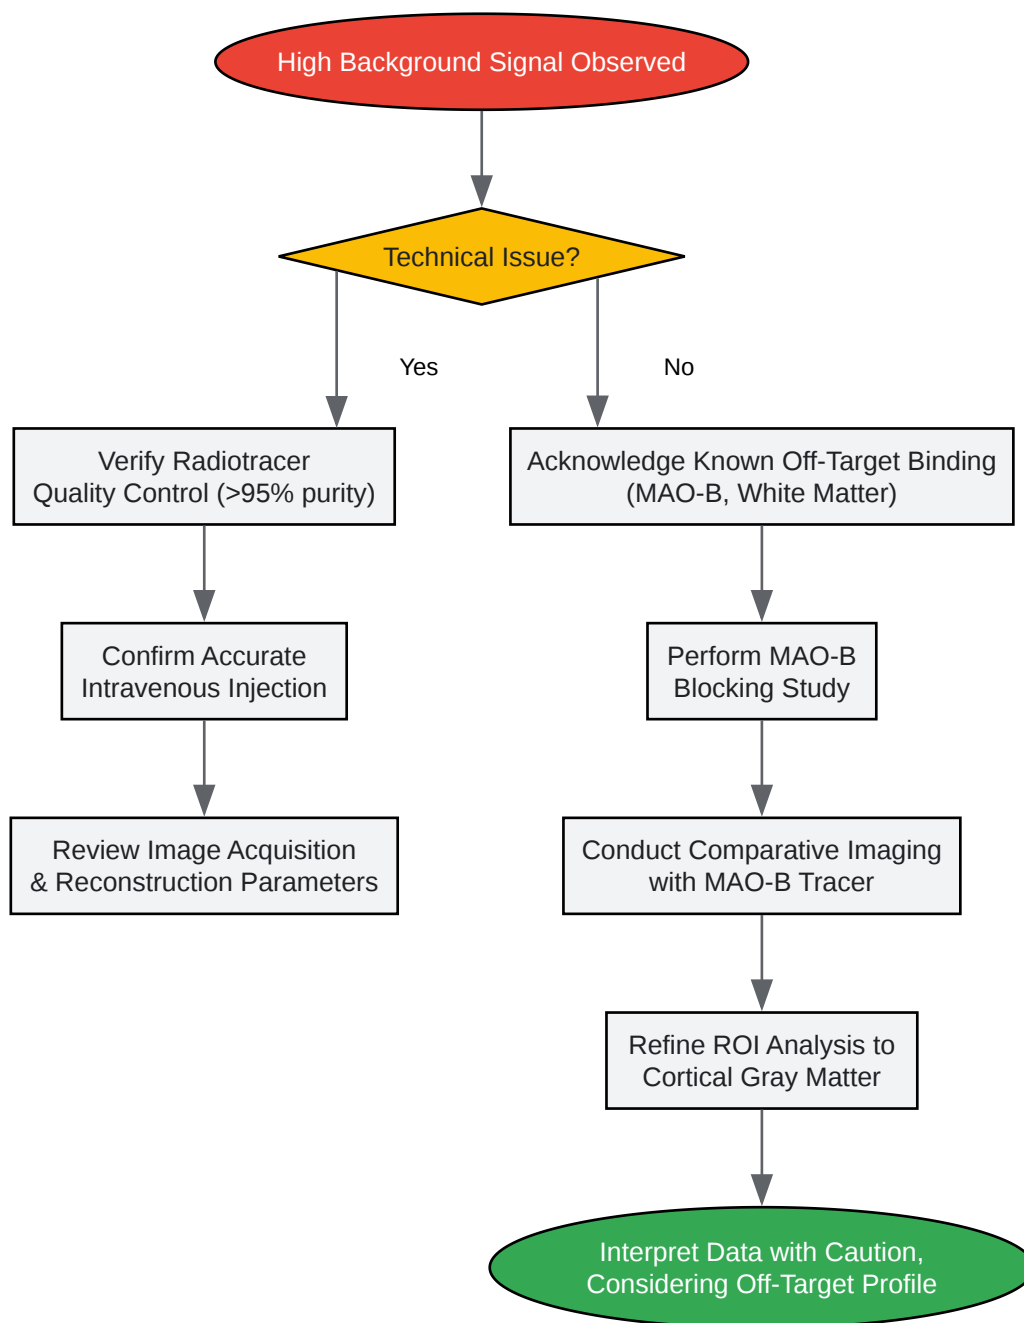 High Background Signal Observed
Technical Issue?
Yes
No
Verify Radiotracer
Quality Control (>95% purity)
Acknowledge Known Off-Target Binding
(MAO-B, White Matter)
Confirm Accurate
Intravenous Injection
Perform MAO-B
Blocking Study
Review Image Acquisition
& Reconstruction Parameters
Conduct Comparative Imaging
with MAO-B Tracer
Refine ROI Analysis to
Cortical Gray Matter
Interpret Data with Caution,
Considering Off-Target Profile